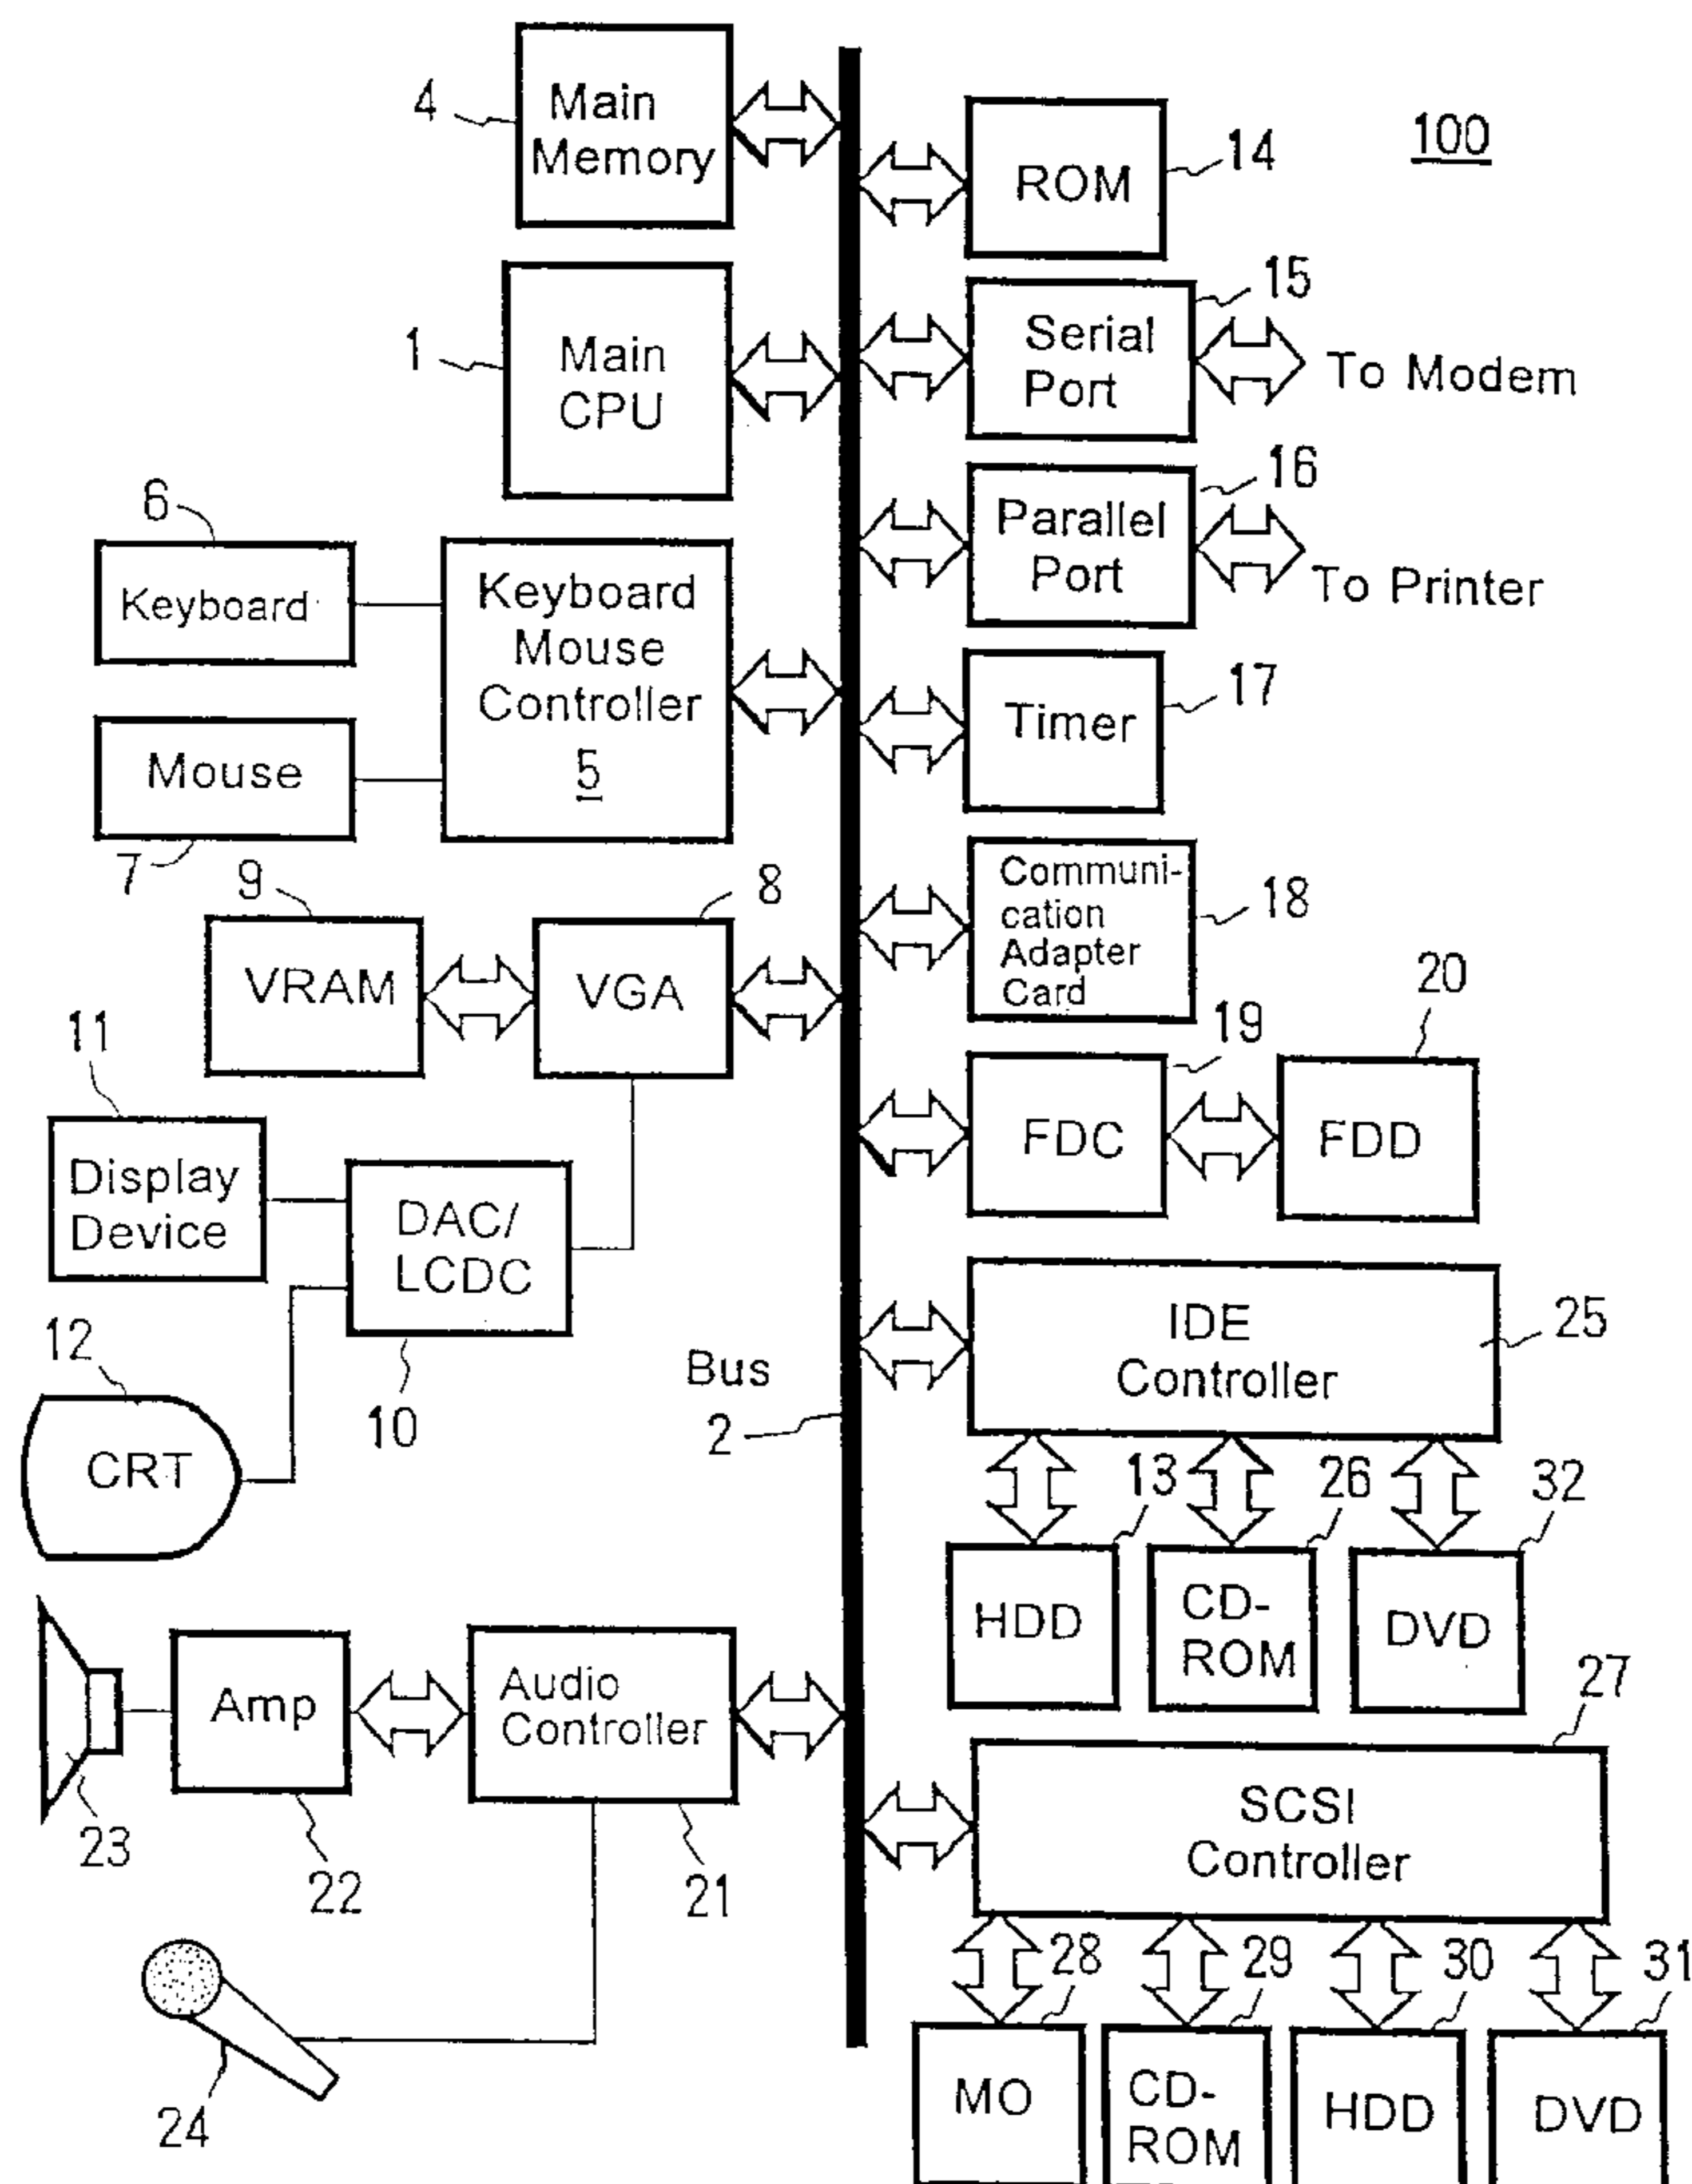 4
Main
Memory
100
ROM
14
1
Main
CPU
Serial
Port
15
To Modem
Parallel
Port
16
To Printer
6
Keyboard
Keyboard
Mouse
Controller
5
Mouse
7
Timer
17
Communi-
cation
Adapter
Card
18
9
VRAM
8
VGA
11
Display
Device
DAC/
LCDC
10
12
CRT
19
FDC
20
FDD
Bus
2
IDE
Controller
25
13
HDD
26
CD-
ROM
32
DVD
Amp
22
23
Audio
Controller
21
24
27
SCSI
Controller
28
MO
29
CD-
ROM
30
HDD
31
DVD